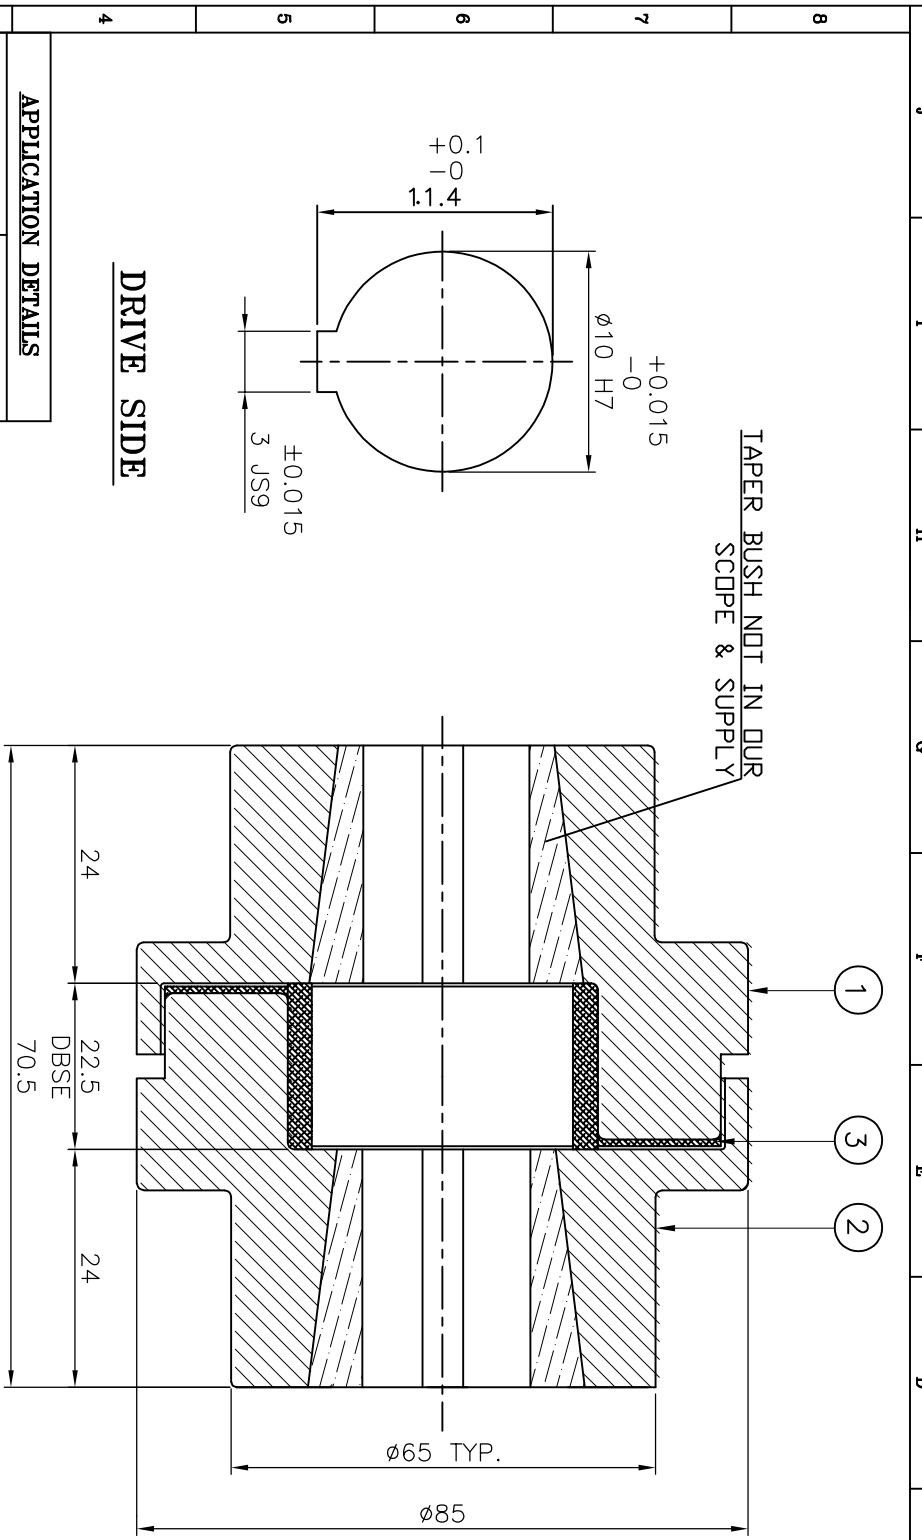 8
7
6
5
4
TAPER BUSH NOT IN OUR
SCOPE & SUPPLY
+0.015
-0
ø10 H7
+0.1
-0
11.4
±0.015
3 JS9
DRIVE SIDE
APPLICATION DETAILS
1
3
2
24
22.5
DBSE
24
70.5
ø65 TYP.
ø85